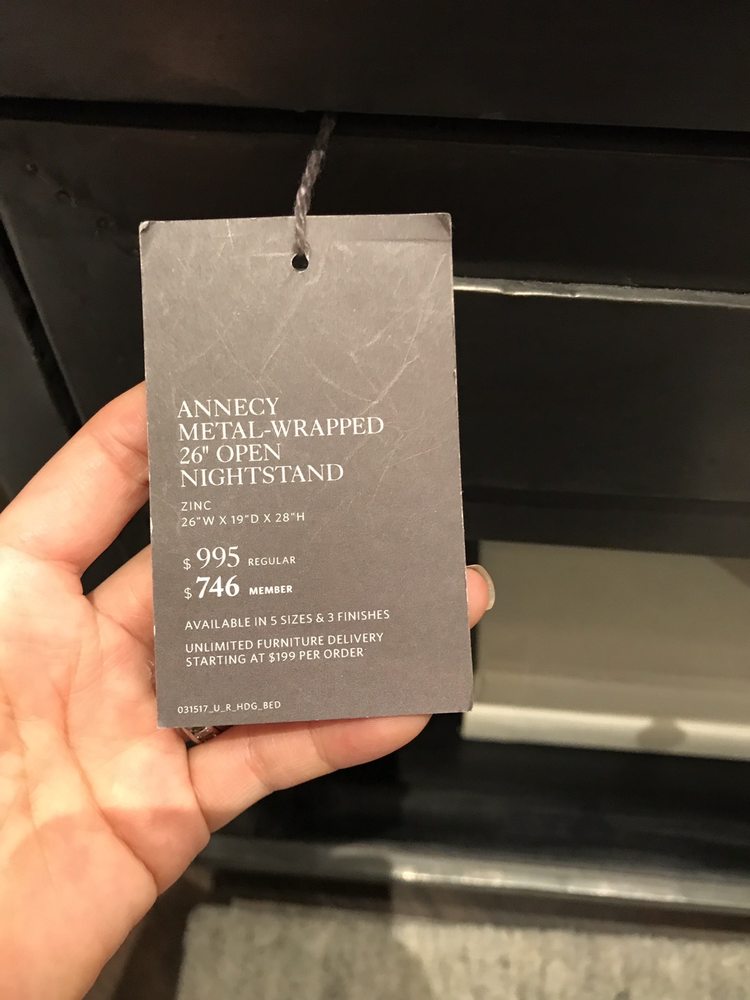 ANNECY
METAL-WRAPPED
26" OPEN
NIGHTSTAND
ZINC
26"W X 19"D X 28"H
$ 995 REGULAR
$ 746 MEMBER
AVAILABLE IN 5 SIZES & 3 FINISHES
UNLIMITED FURNITURE DELIVERY
STARTING AT $199 PER ORDER
031517_U_R_HDG_BED